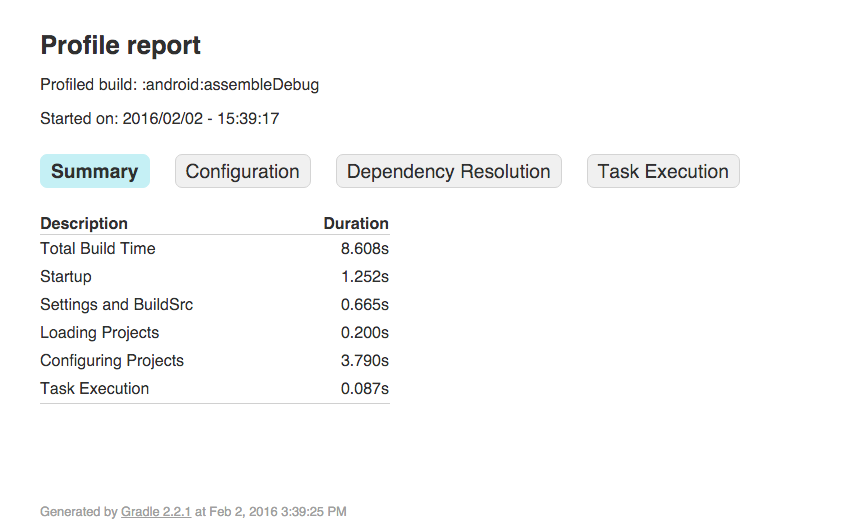 Profile report
Profiled build: :android:assembleDebug
Started on: 2016/02/02 - 15:39:17
Summary Configuration Dependency Resolution Task Execution
Description Duration
Total Build Time 8.608s
Startup 1.252s
Settings and BuildSrc 0.665s
Loading Projects 0.200s
Configuring Projects 3.790s
Task Execution 0.087s
Generated by Gradle 2.2.1 at Feb 2, 2016 3:39:25 PM